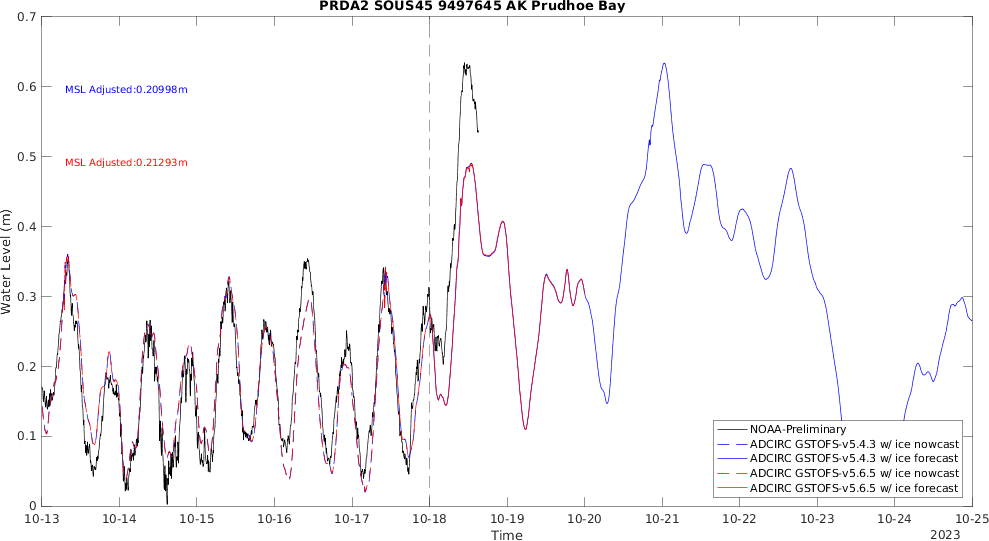 PRDA2 SOUS45 9497645 AK Prudhoe Bay
0.7
0.6
0.5
0.4
0.3
0.2
0.1
0
Water Level (m)
MSL Adjusted:0.20998m
MSL Adjusted:0.21293m
NOAA-Preliminary
ADCIRC GSTOFS-v5.4.3 w/ ice nowcast
ADCIRC GSTOFS-v5.4.3 w/ ice forecast
ADCIRC GSTOFS-v5.6.5 w/ ice nowcast
ADCIRC GSTOFS-v5.6.5 w/ ice forecast
10-13 10-14 10-15 10-16 10-17 10-18 10-19 10-20 10-21 10-22 10-23 10-24 10-25
Time
2023